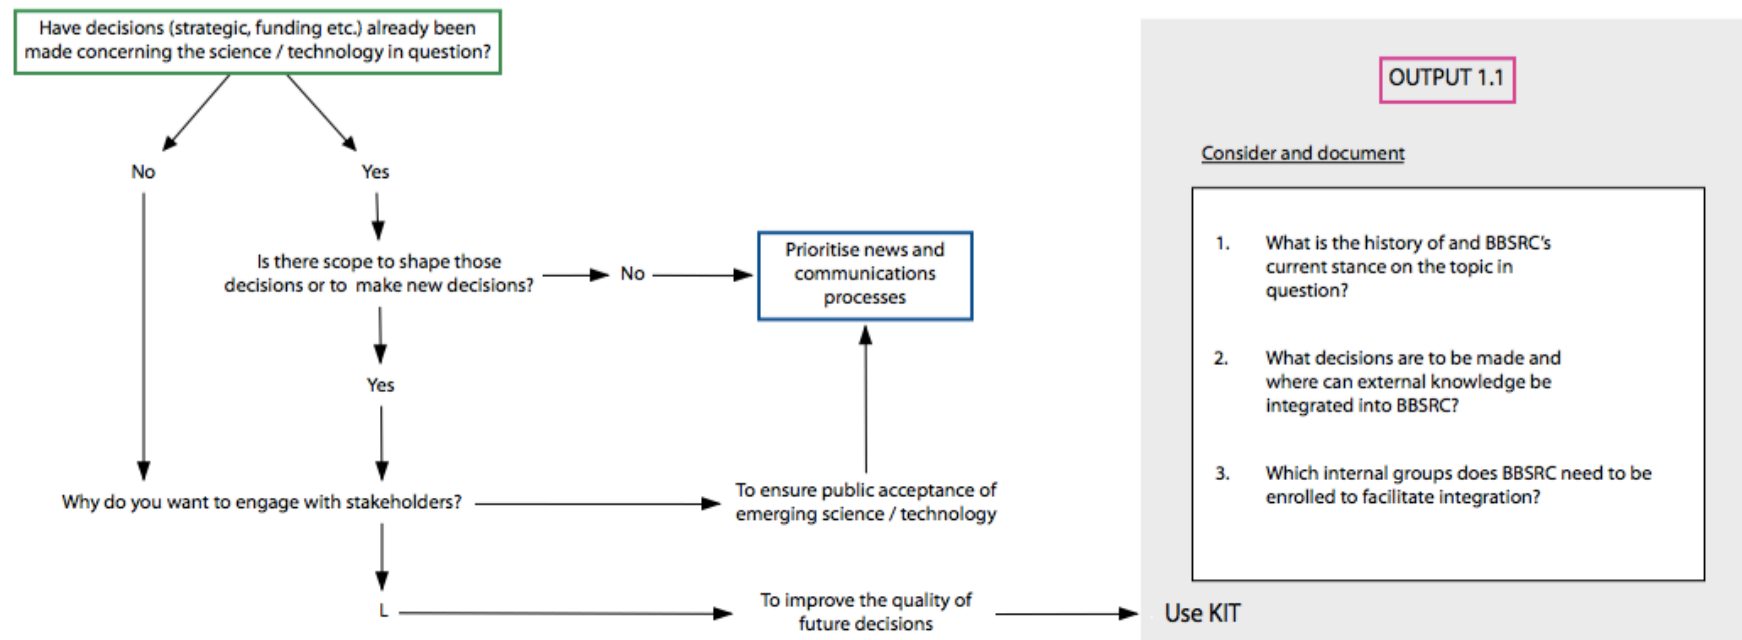 Have decisions (strategic, funding etc.) already been
made concerning the science / technology in question?
No
Yes
Is there scope to shape those
decisions or to make new decisions?
No
Prioritise news and
communications
processes
Yes
Why do you want to engage with stakeholders?
To ensure public acceptance of
emerging science / technology
L
To improve the quality of
future decisions
OUTPUT 1.1
Consider and document
1. What is the history of and BBSRC's
current stance on the topic in
question?
2. What decisions are to be made and
where can external knowledge be
integrated into BBSRC?
3. Which internal groups does BBSRC need to be
enrolled to facilitate integration?
Use KIT